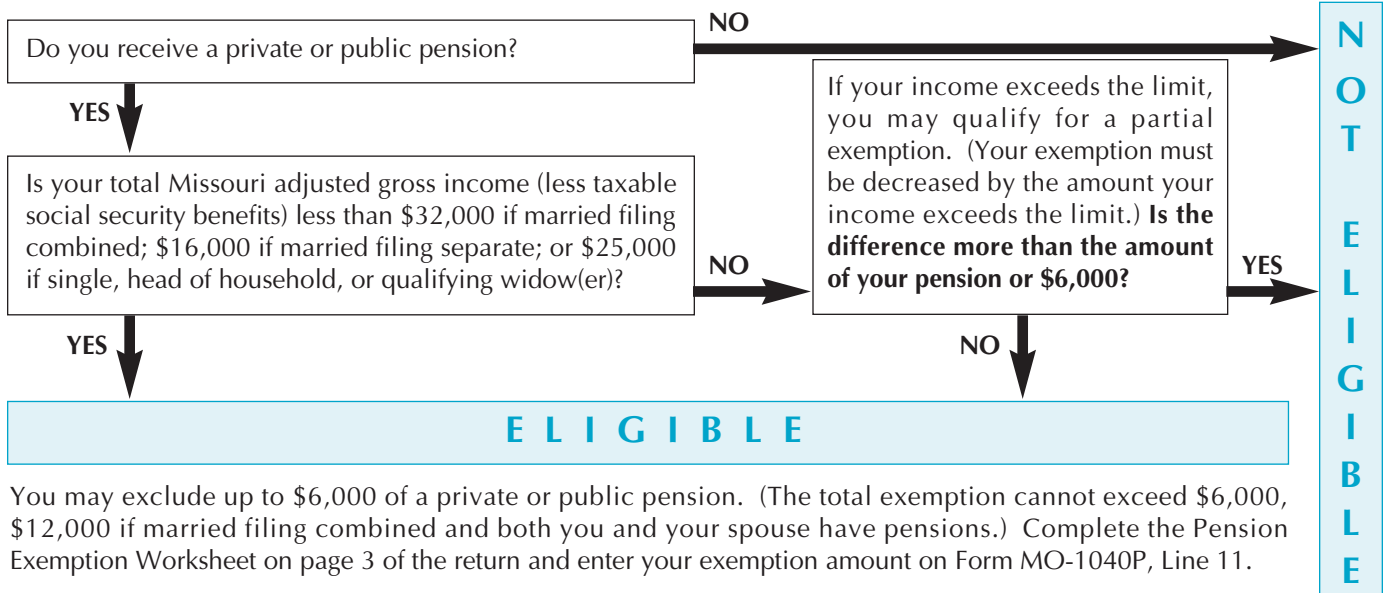 Do you receive a private or public pension?
NO
YES
Is your total Missouri adjusted gross income (less taxable
social security benefits) less than $32,000 if married filing
combined; $16,000 if married filing separate; or $25,000
if single, head of household, or qualifying widow(er)?
NO
If your income exceeds the limit,
you may qualify for a partial
exemption. (Your exemption must
be decreased by the amount your
income exceeds the limit.) Is the
difference more than the amount
of your pension or $6,000?
YES
YES
NO
ELIGIBLE
NOT ELIGIBLE
You may exclude up to $6,000 of a private or public pension. (The total exemption cannot exceed $6,000,
$12,000 if married filing combined and both you and your spouse have pensions.) Complete the Pension
Exemption Worksheet on page 3 of the return and enter your exemption amount on Form MO-1040P, Line 11.